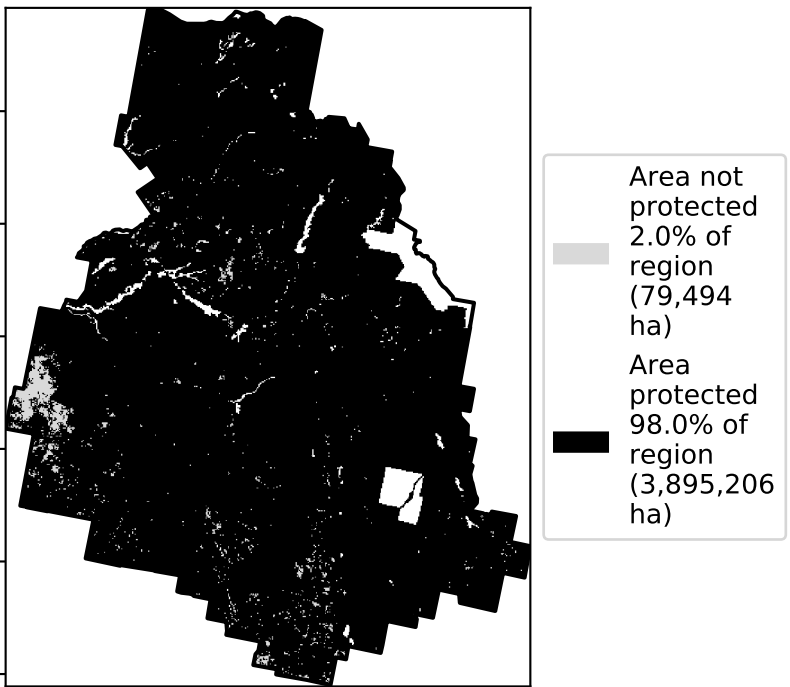 Area not
protected
2.0% of
region
(79,494
ha)
Area
protected
98.0% of
region
(3,895,206
ha)